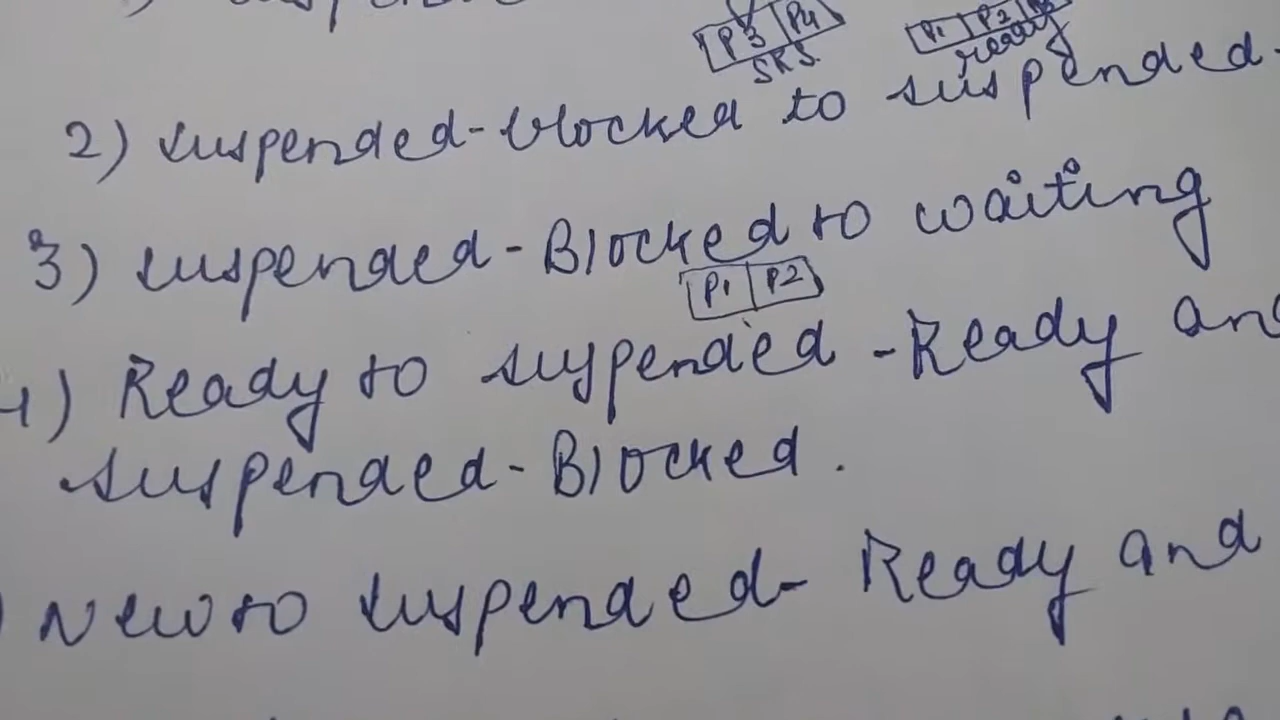 P3 P4 P1 P2
SRS. ready
2) suspended-blocked to suspended-
3) suspended-Blocked to waiting
P1 P2
4) Ready to suspended-Ready and
suspended-Blocked.
New to suspended-Ready and